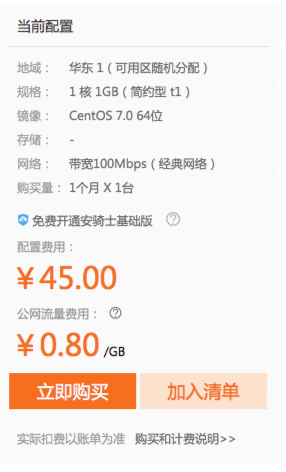 当前配置
地域： 华东 1（可用区随机分配）
规格： 1 核 1GB（简约型 t1）
镜像： CentOS 7.0 64位
存储： -
网络： 带宽100Mbps（经典网络）
购买量： 1个月 X 1台
免费开通安骑士基础版 ?
配置费用：
¥ 45.00
公网流量费用： ?
¥ 0.80 /GB
立即购买 加入清单
实际扣费以账单为准 购买和计费说明>>